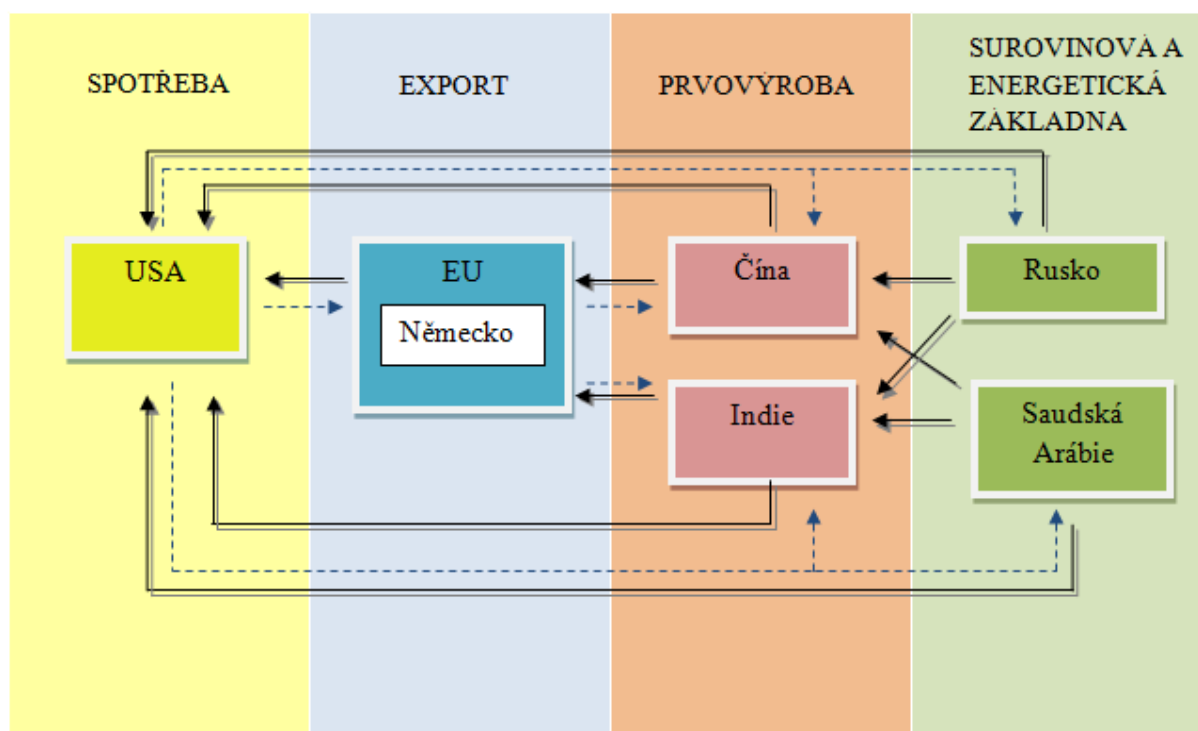 SPOTŘEBA
EXPORT
PRVOVÝROBA
SUROVINOVÁ A
ENERGETICKÁ
ZÁKLADNA
USA
EU
Německo
Čína
Indie
Rusko
Saudská
Arábie